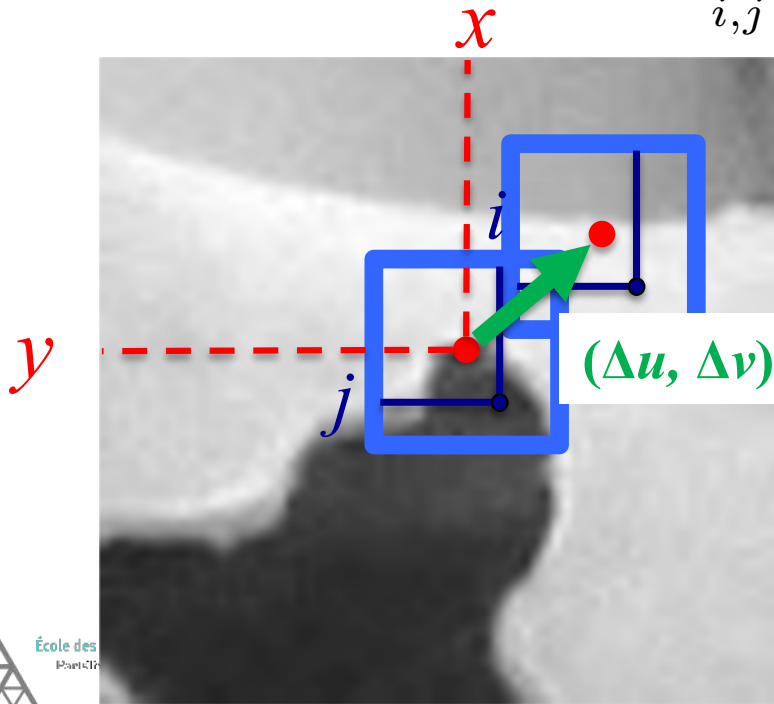 i,j
x
i
y
(Δu, Δv)
j
École des